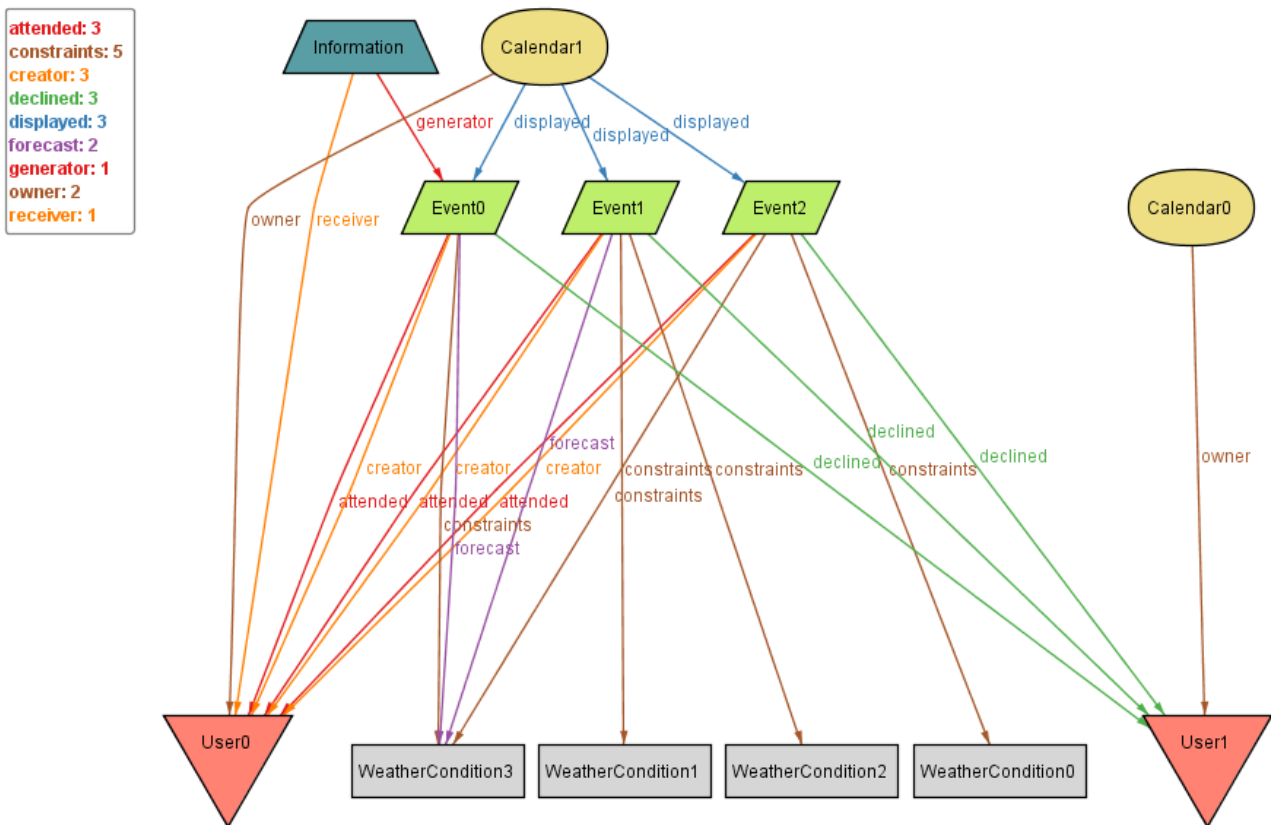 attended: 3
constraints: 5
creator: 3
declined: 3
displayed: 3
forecast: 2
generator: 1
owner: 2
receiver: 1
Information
Calendar1
generator
displayed
displayed
displayed
Event0
Event1
Event2
Calendar0
owner
receiver
declined
forecast
owner
creator
creator
creator
constraints
constraints
declined
constraints
declined
attended
attended
attended
constraints
constraints
forecast
User0
WeatherCondition3
WeatherCondition1
WeatherCondition2
WeatherCondition0
User1